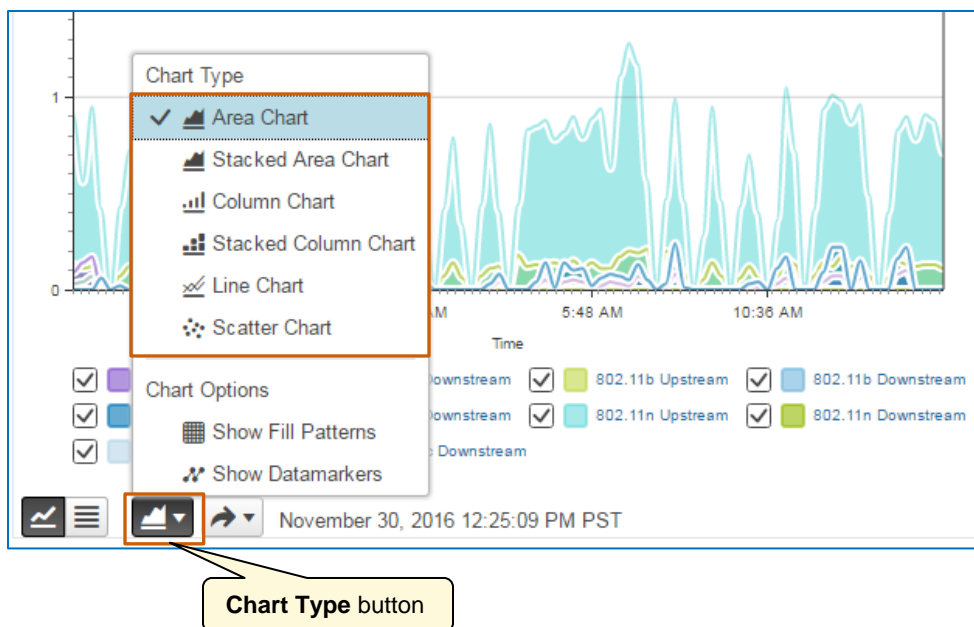 Chart Type
1
Area Chart
Stacked Area Chart
Column Chart
Stacked Column Chart
0
Line Chart
5:48 AM
10:36 AM
Scatter Chart
Time
Downstream
802.11b Upstream
802.11b Downstream
Chart Options
Downstream
802.11n Upstream
802.11n Downstream
Show Fill Patterns
Downstream
Show Datamarkers
November 30, 2016 12:25:09 PM PST
Chart Type button